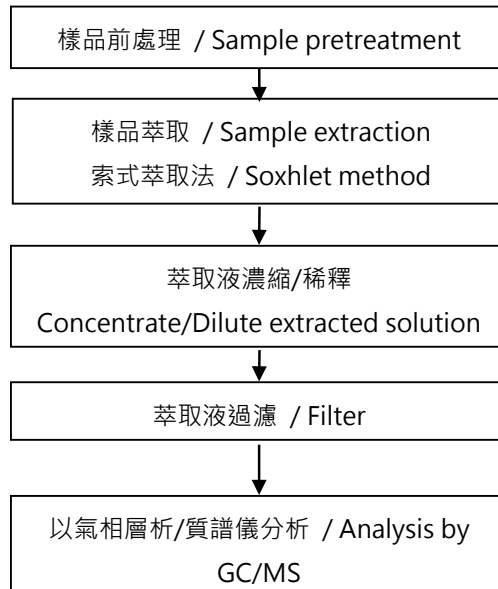 樣品前處理 / Sample pretreatment
樣品萃取 / Sample extraction
索式萃取法 / Soxhlet method
萃取液濃縮/稀釋
Concentrate/Dilute extracted solution
萃取液過濾 / Filter
以氣相層析/質譜儀分析 / Analysis by
GC/MS